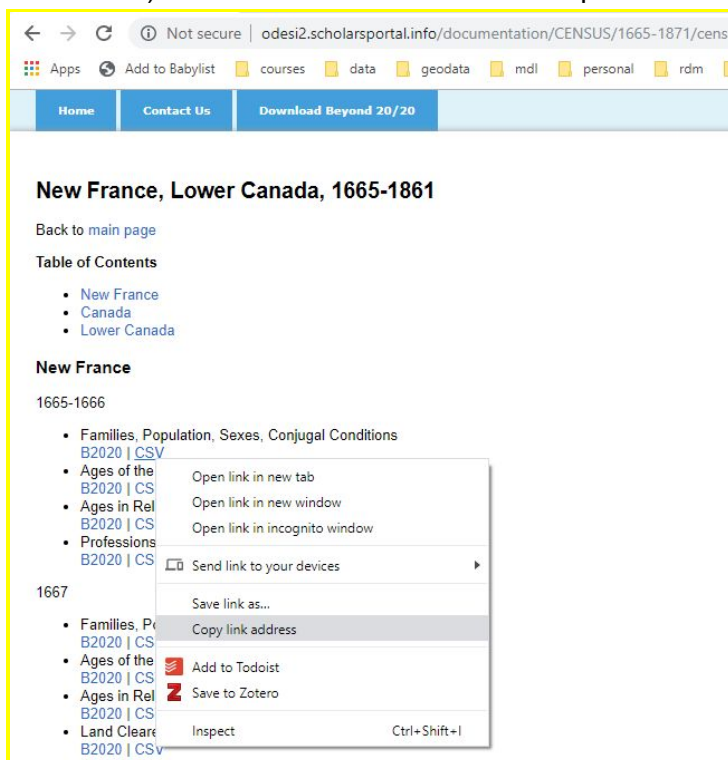 Not secure | odesi2.scholarsportal.info/documentation/CENSUS/1665-1871/cens
Apps Add to Babylist courses data geodata mdl personal rdm
Home Contact Us Download Beyond 20/20
New France, Lower Canada, 1665-1861
Back to main page
Table of Contents
• New France
• Canada
• Lower Canada
New France
1665-1666
• Families, Population, Sexes, Conjugal Conditions
B2020 | CSV
• Ages of the
B2020 | CS
• Ages in Rel
B2020 | CS
• Professions
B2020 | CS
1667
• Families, Po
B2020 | CS
• Ages of the
B2020 | CS
• Ages in Rel
B2020 | CS
• Land Cleare
B2020 | CSV
Open link in new tab
Open link in new window
Open link in incognito window
Send link to your devices
Save link as...
Copy link address
Add to Todoist
Save to Zotero
Inspect Ctrl+Shift+I